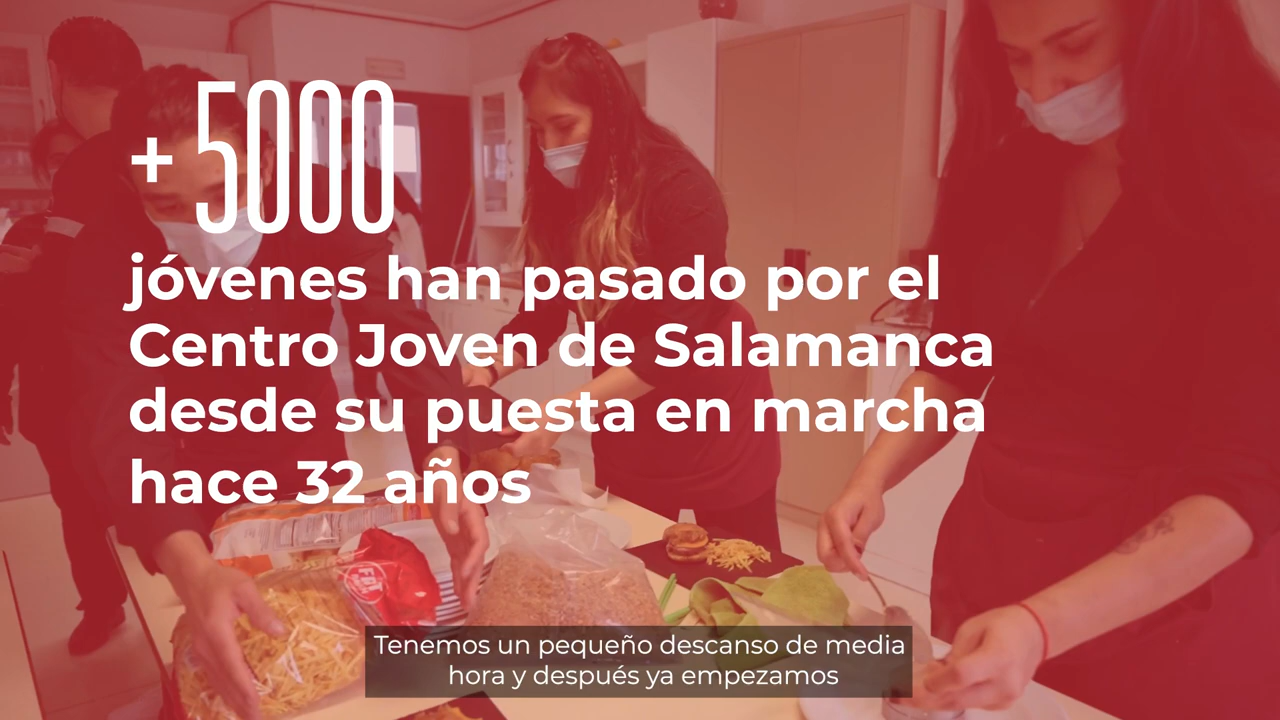 + 5000
jóvenes han pasado por el
Centro Joven de Salamanca
desde su puesta en marcha
hace 32 años
Tenemos un pequeño descanso de media
hora y después ya empezamos